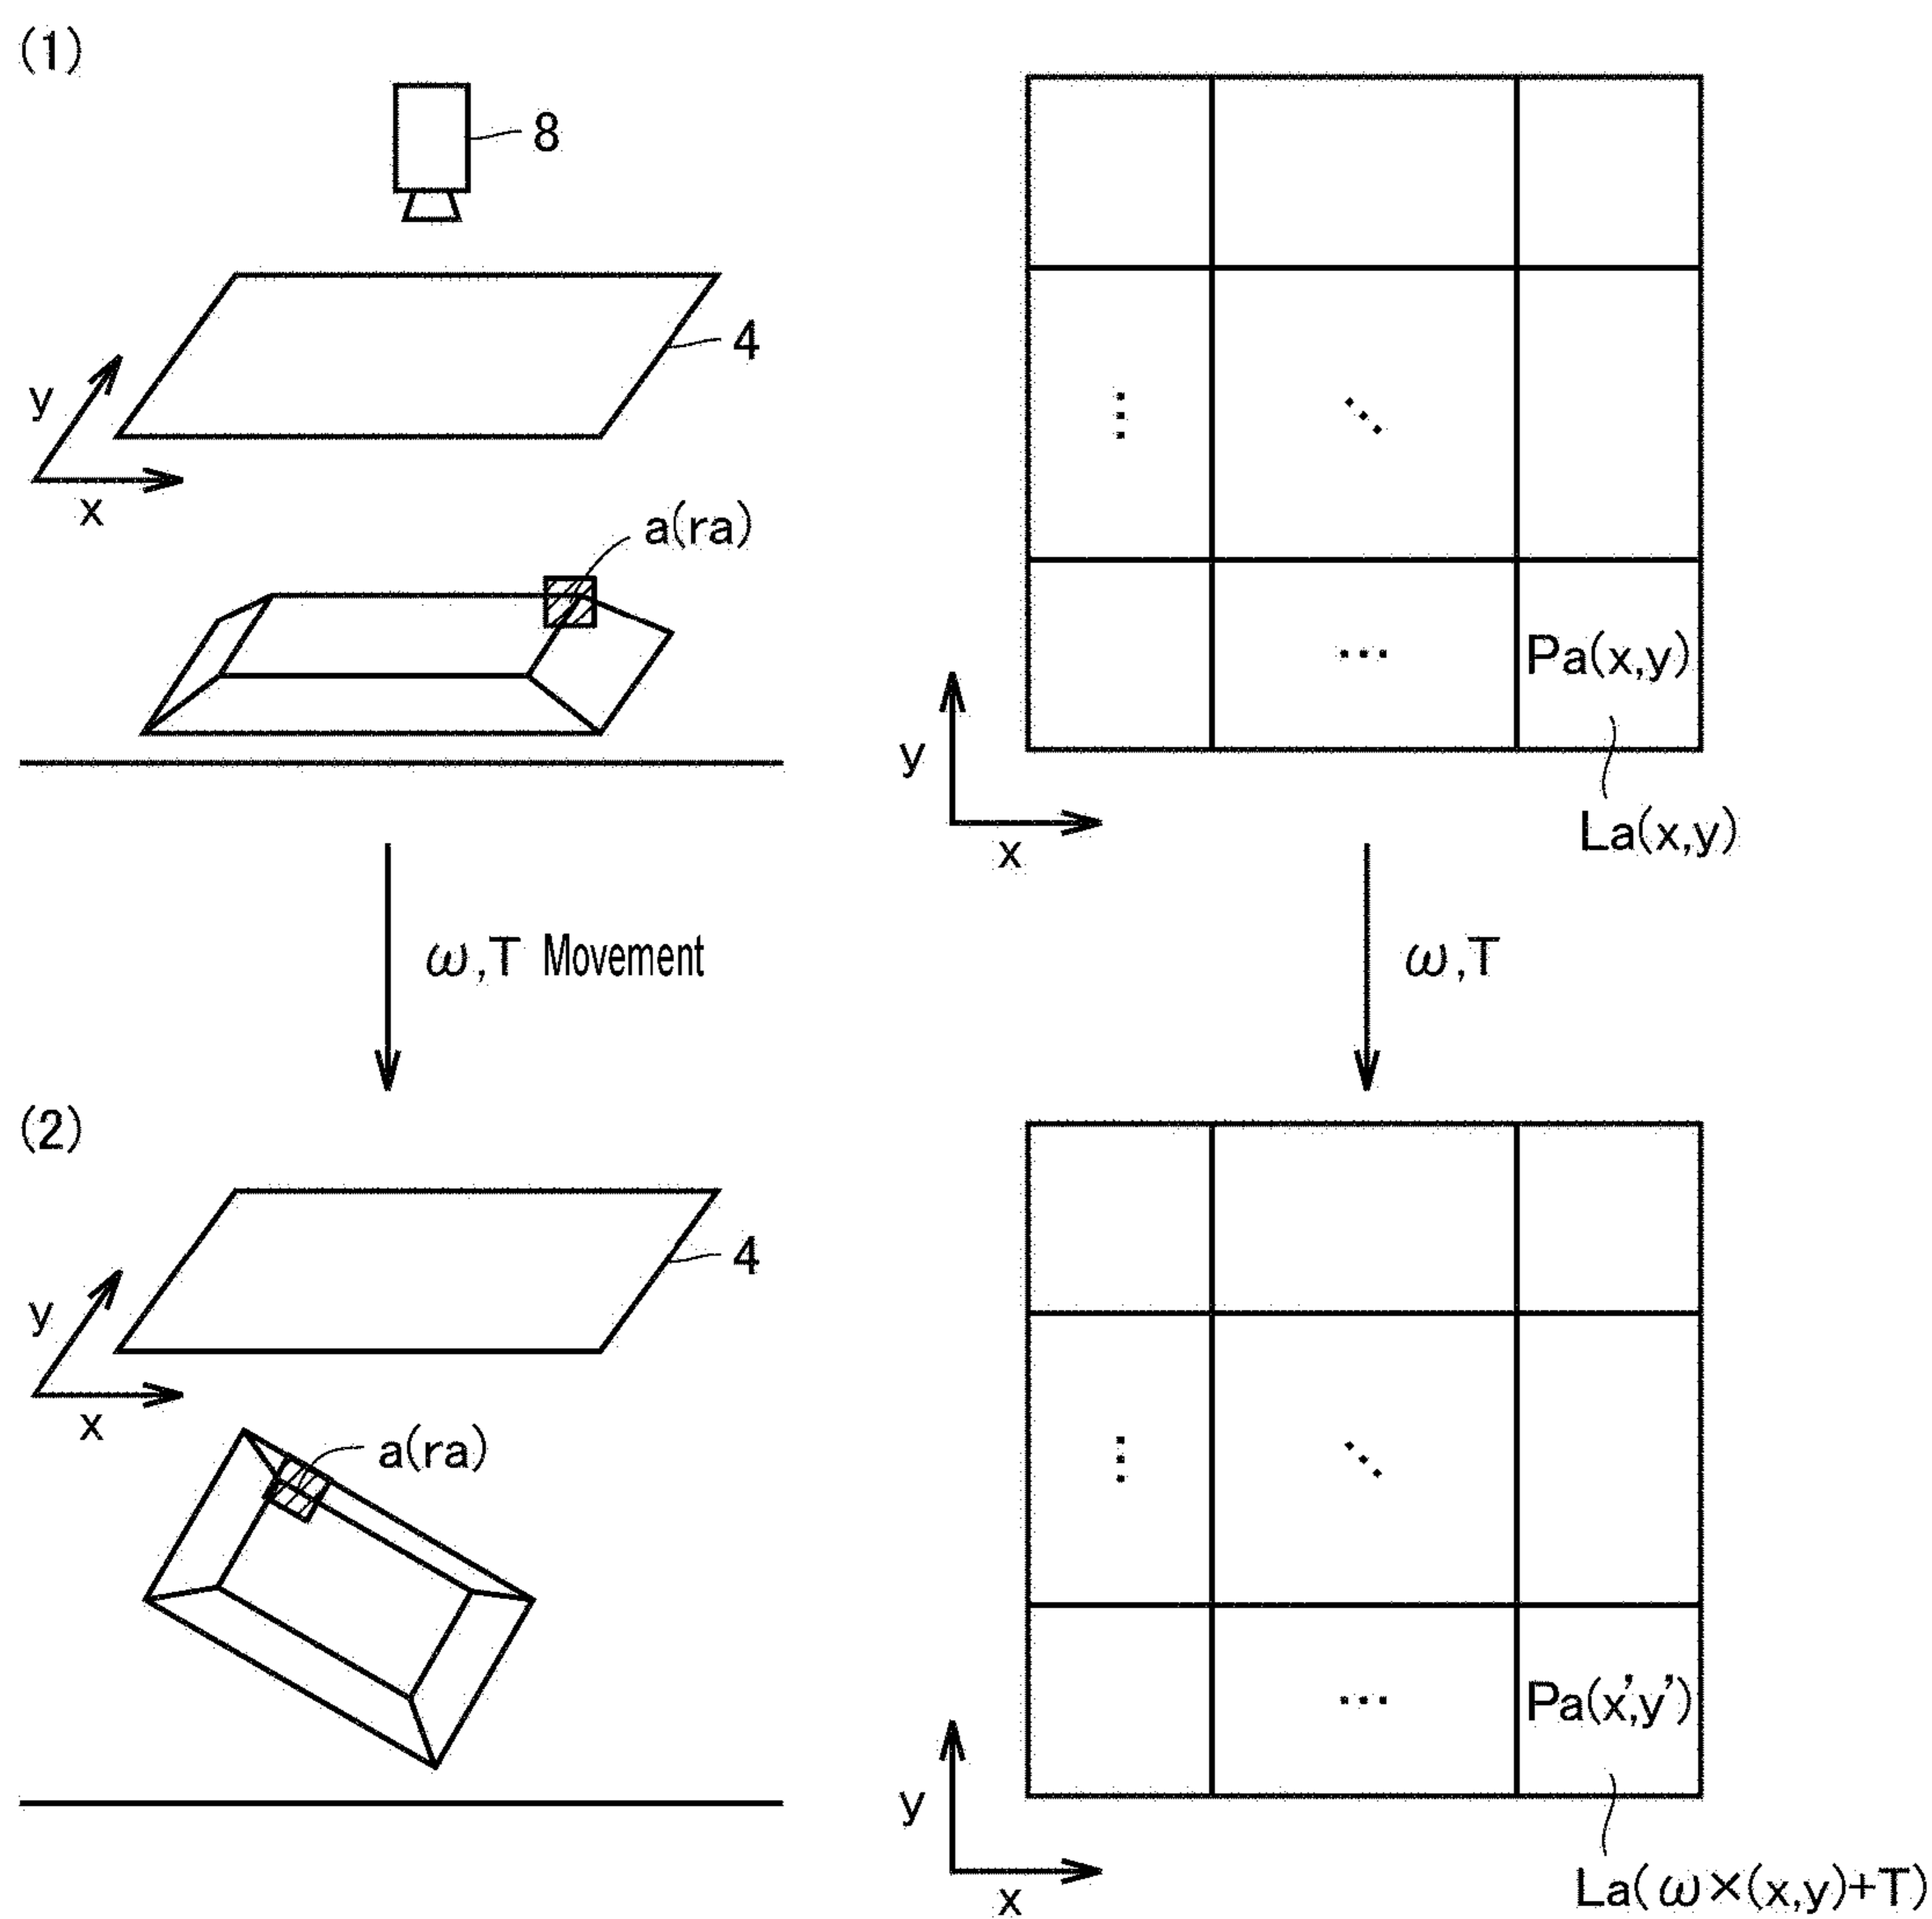 (1)
8
4
y
x
a(ra)
Pa(x,y)
y
x
La(x,y)
ω,T Movement
ω,T
(2)
4
y
x
a(ra)
Pa(x',y')
y
x
La(ω×(x,y)+T)